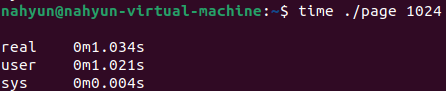 nahyun@nahyun-virtual-machine:~$ time ./page 1024
real 0m1.034s
user 0m1.021s
sys 0m0.004s